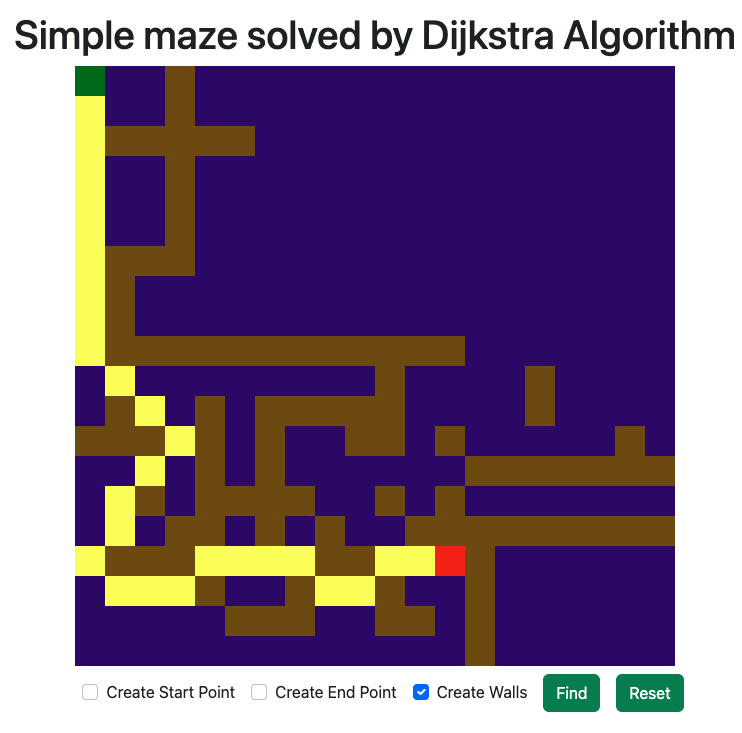 Simple maze solved by Dijkstra Algorithm
Create Start Point Create End Point Create Walls Find Reset